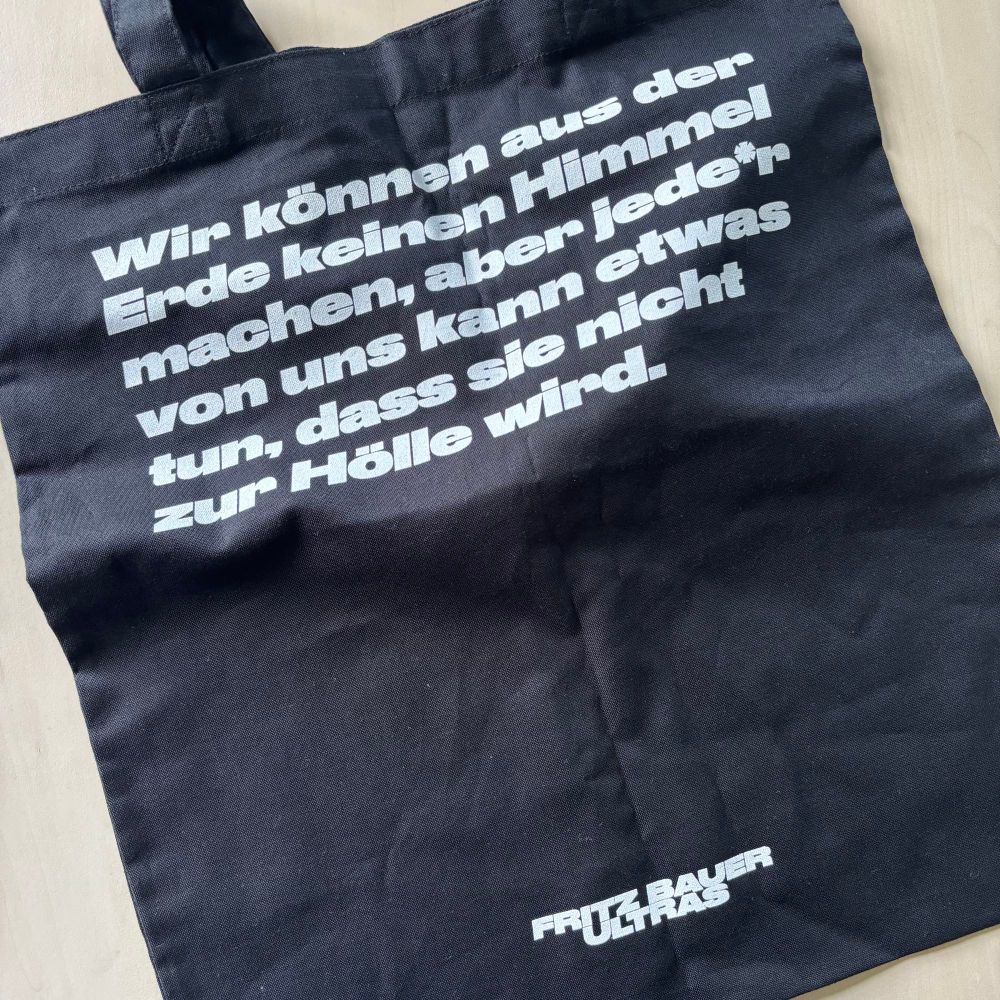 Wir können aus der
Erde keinen Himmel
machen, aber jede*r
von uns kann etwas
tun, dass sie nicht
zur Hölle wird.
FRITZ BAUER
ULTRAS